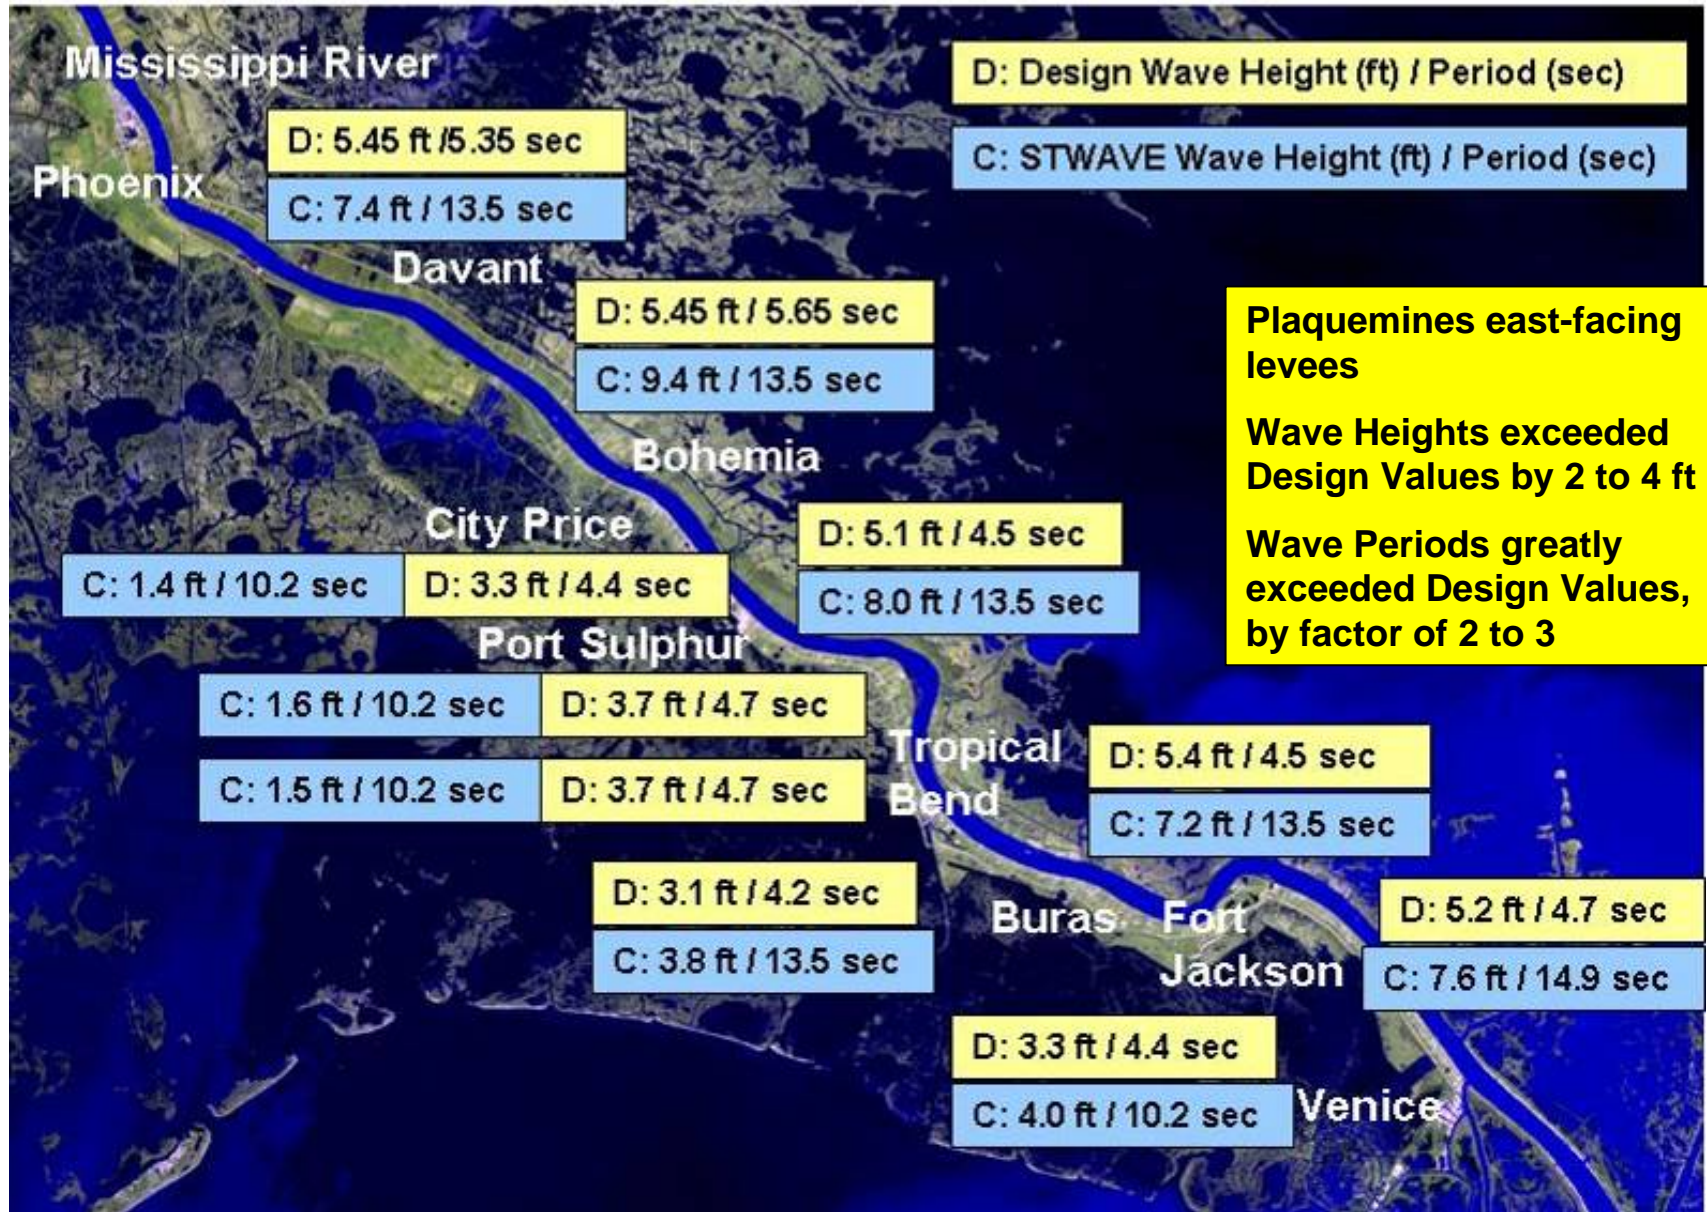 Mississippi River
D: Design Wave Height (ft) / Period (sec)
C: STWAVE Wave Height (ft) / Period (sec)
D: 5.45 ft /5.35 sec
C: 7.4 ft / 13.5 sec
Phoenix
Davant
D: 5.45 ft / 5.65 sec
C: 9.4 ft / 13.5 sec
Plaquemines east-facing
levees
Wave Heights exceeded
Design Values by 2 to 4 ft
Wave Periods greatly
exceeded Design Values,
by factor of 2 to 3
Bohemia
City Price
D: 5.1 ft / 4.5 sec
C: 8.0 ft / 13.5 sec
C: 1.4 ft / 10.2 sec
D: 3.3 ft / 4.4 sec
Port Sulphur
C: 1.6 ft / 10.2 sec
D: 3.7 ft / 4.7 sec
C: 1.5 ft / 10.2 sec
D: 3.7 ft / 4.7 sec
Tropical
Bend
D: 5.4 ft / 4.5 sec
C: 7.2 ft / 13.5 sec
D: 3.1 ft / 4.2 sec
C: 3.8 ft / 13.5 sec
Buras
Fort
Jackson
D: 5.2 ft / 4.7 sec
C: 7.6 ft / 14.9 sec
D: 3.3 ft / 4.4 sec
C: 4.0 ft / 10.2 sec
Venice